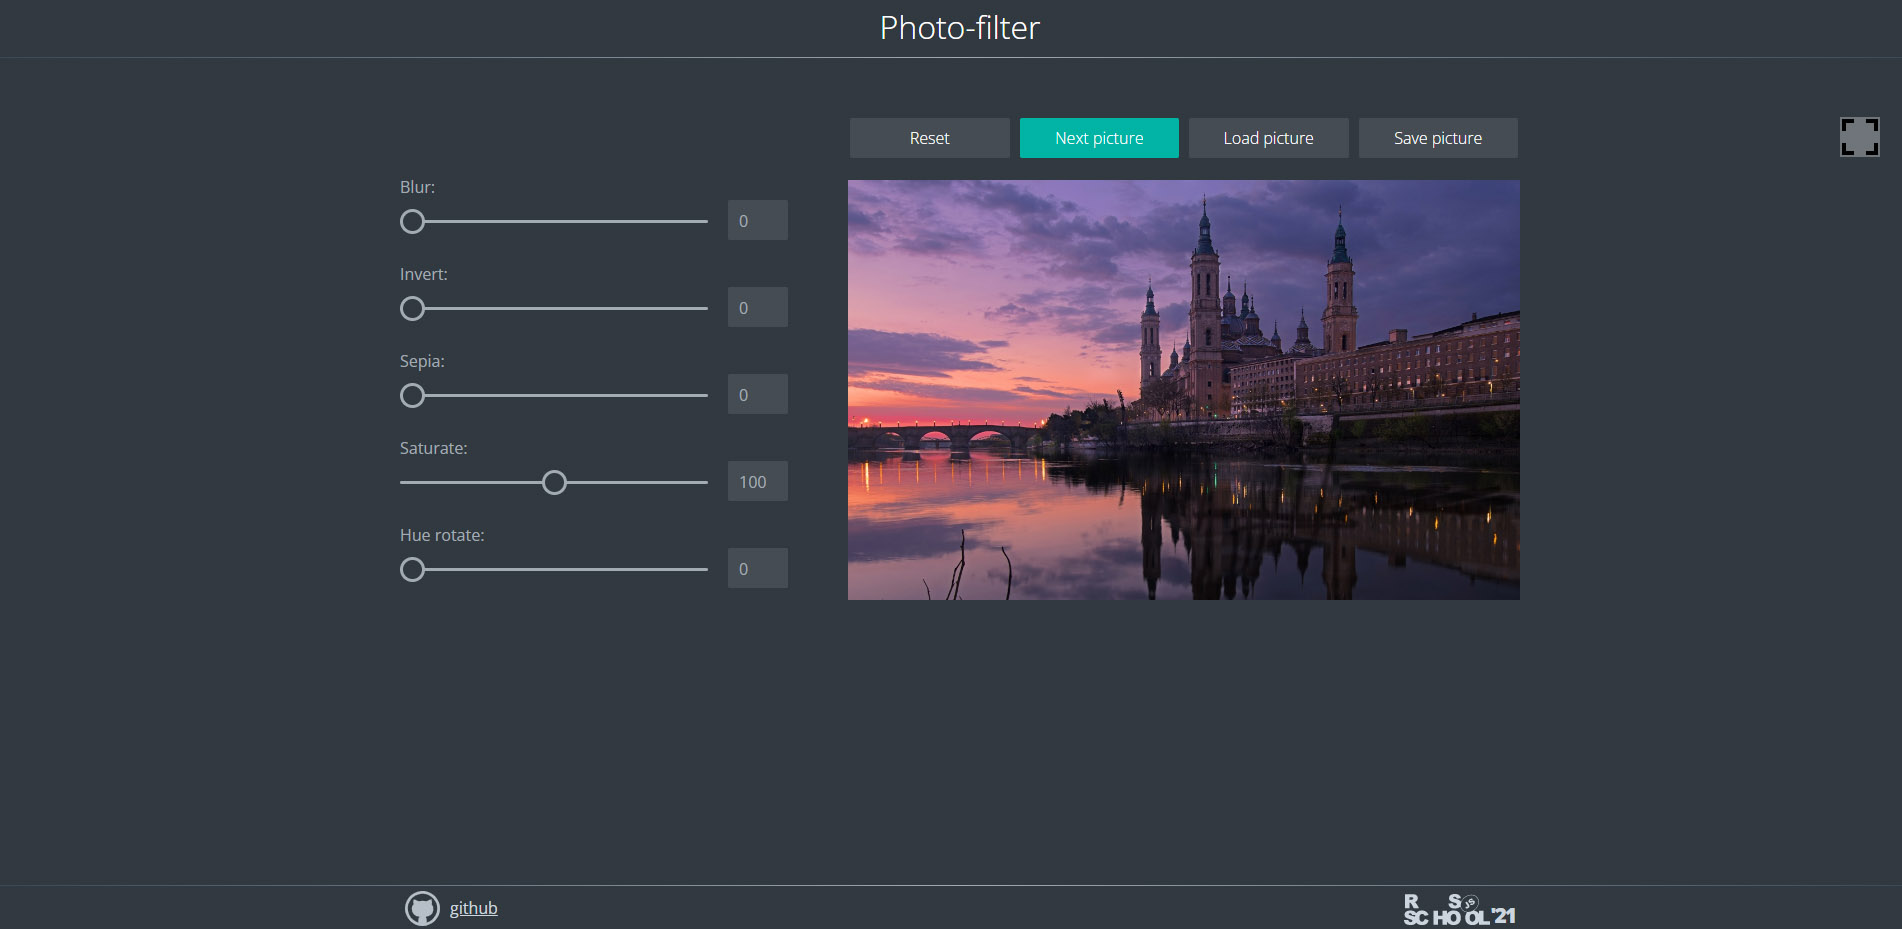 Photo-filter
Reset
Next picture
Load picture
Save picture
Blur:
0
Invert:
0
Sepia:
0
Saturate:
100
Hue rotate:
0
github
R S JS
SCHOOL'21